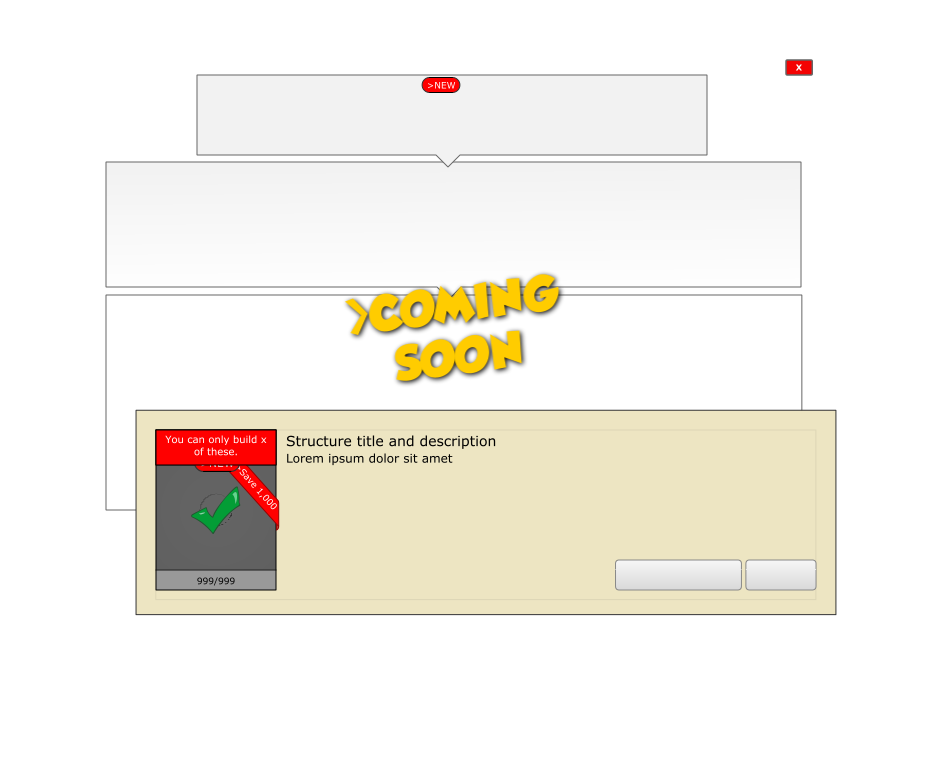 X
>NEW
>COMING
SOON
You can only build x
of these.
>NEW
Save 1,000
Structure title and description
Lorem ipsum dolor sit amet
999/999